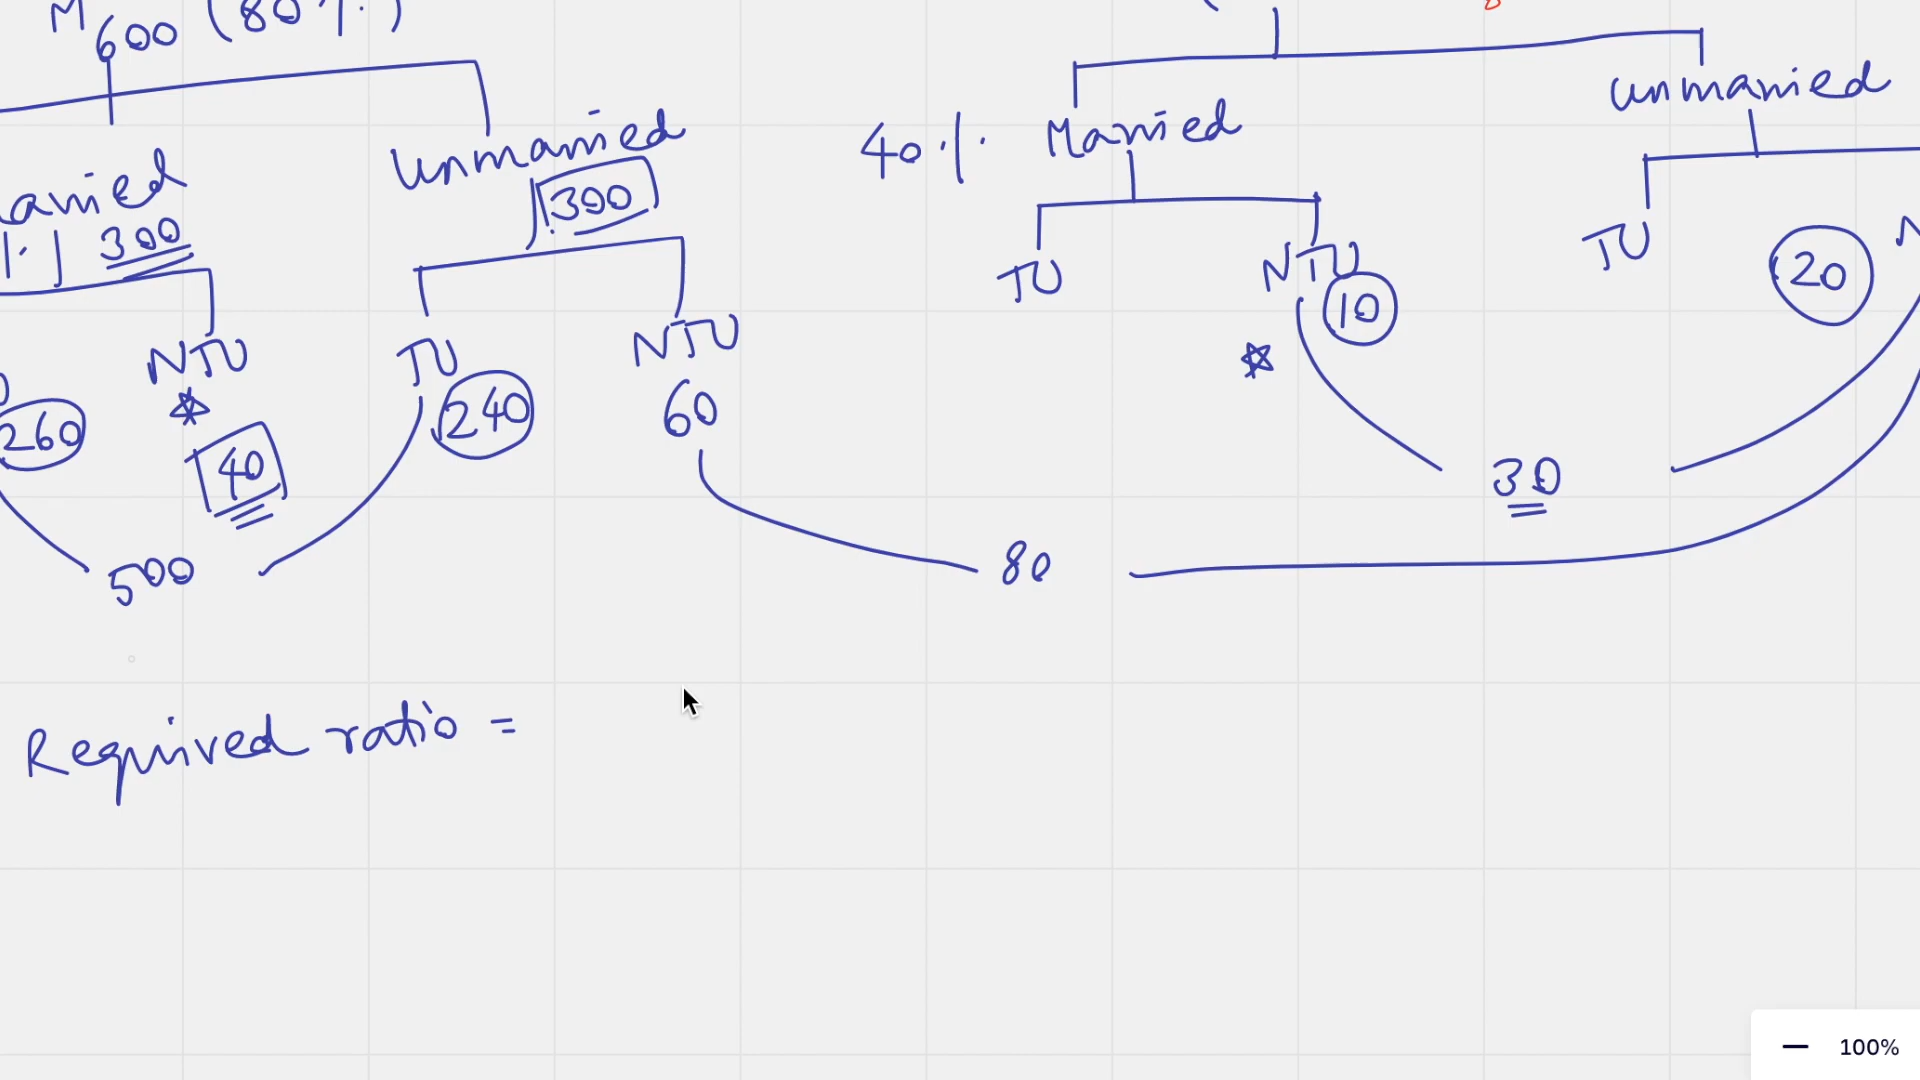 M 600 (80%)
unmarried
40% Married
unmarried
300
300
TU
NTU
TU
20
10
NTU
TU
NTU
260
240
60
40
30
500
80
Required ratio =
100%